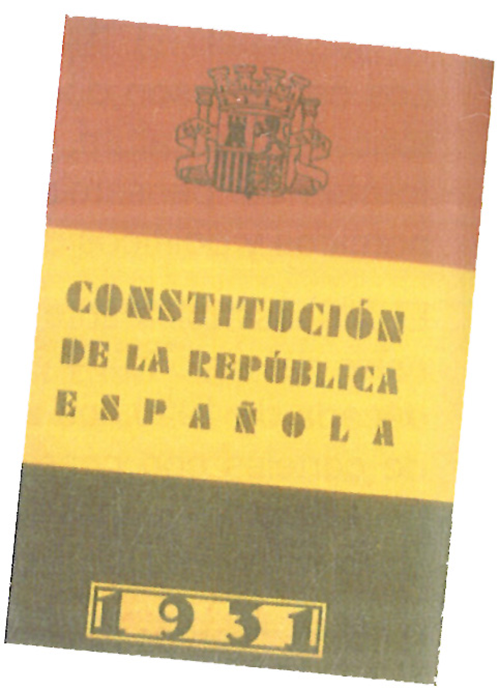 CONSTITUCIÓN
DE LA REPÚBLICA
ESPAÑOLA
1931